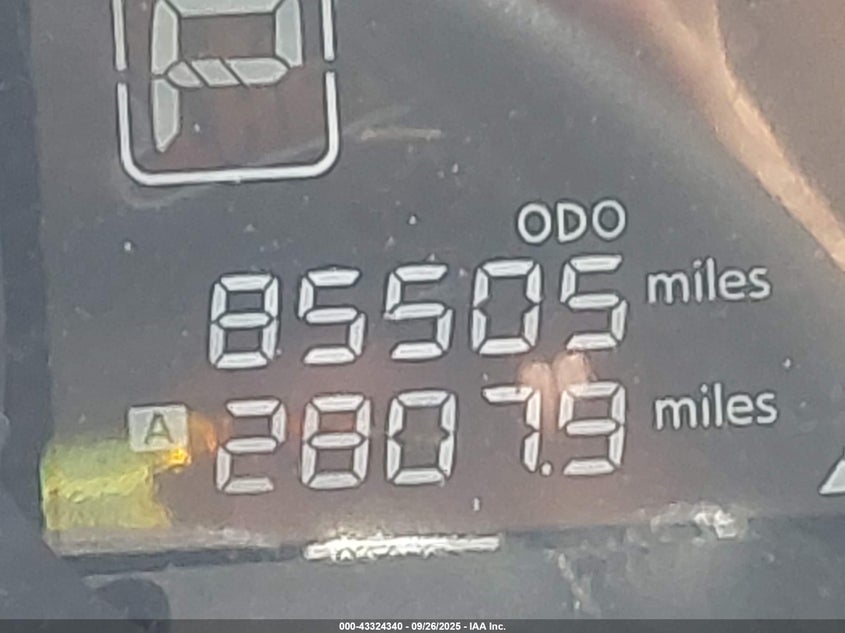 P
ODO
85505 miles
A 2807.9 miles
000-43324340 - 09/26/2025 - IAA Inc.